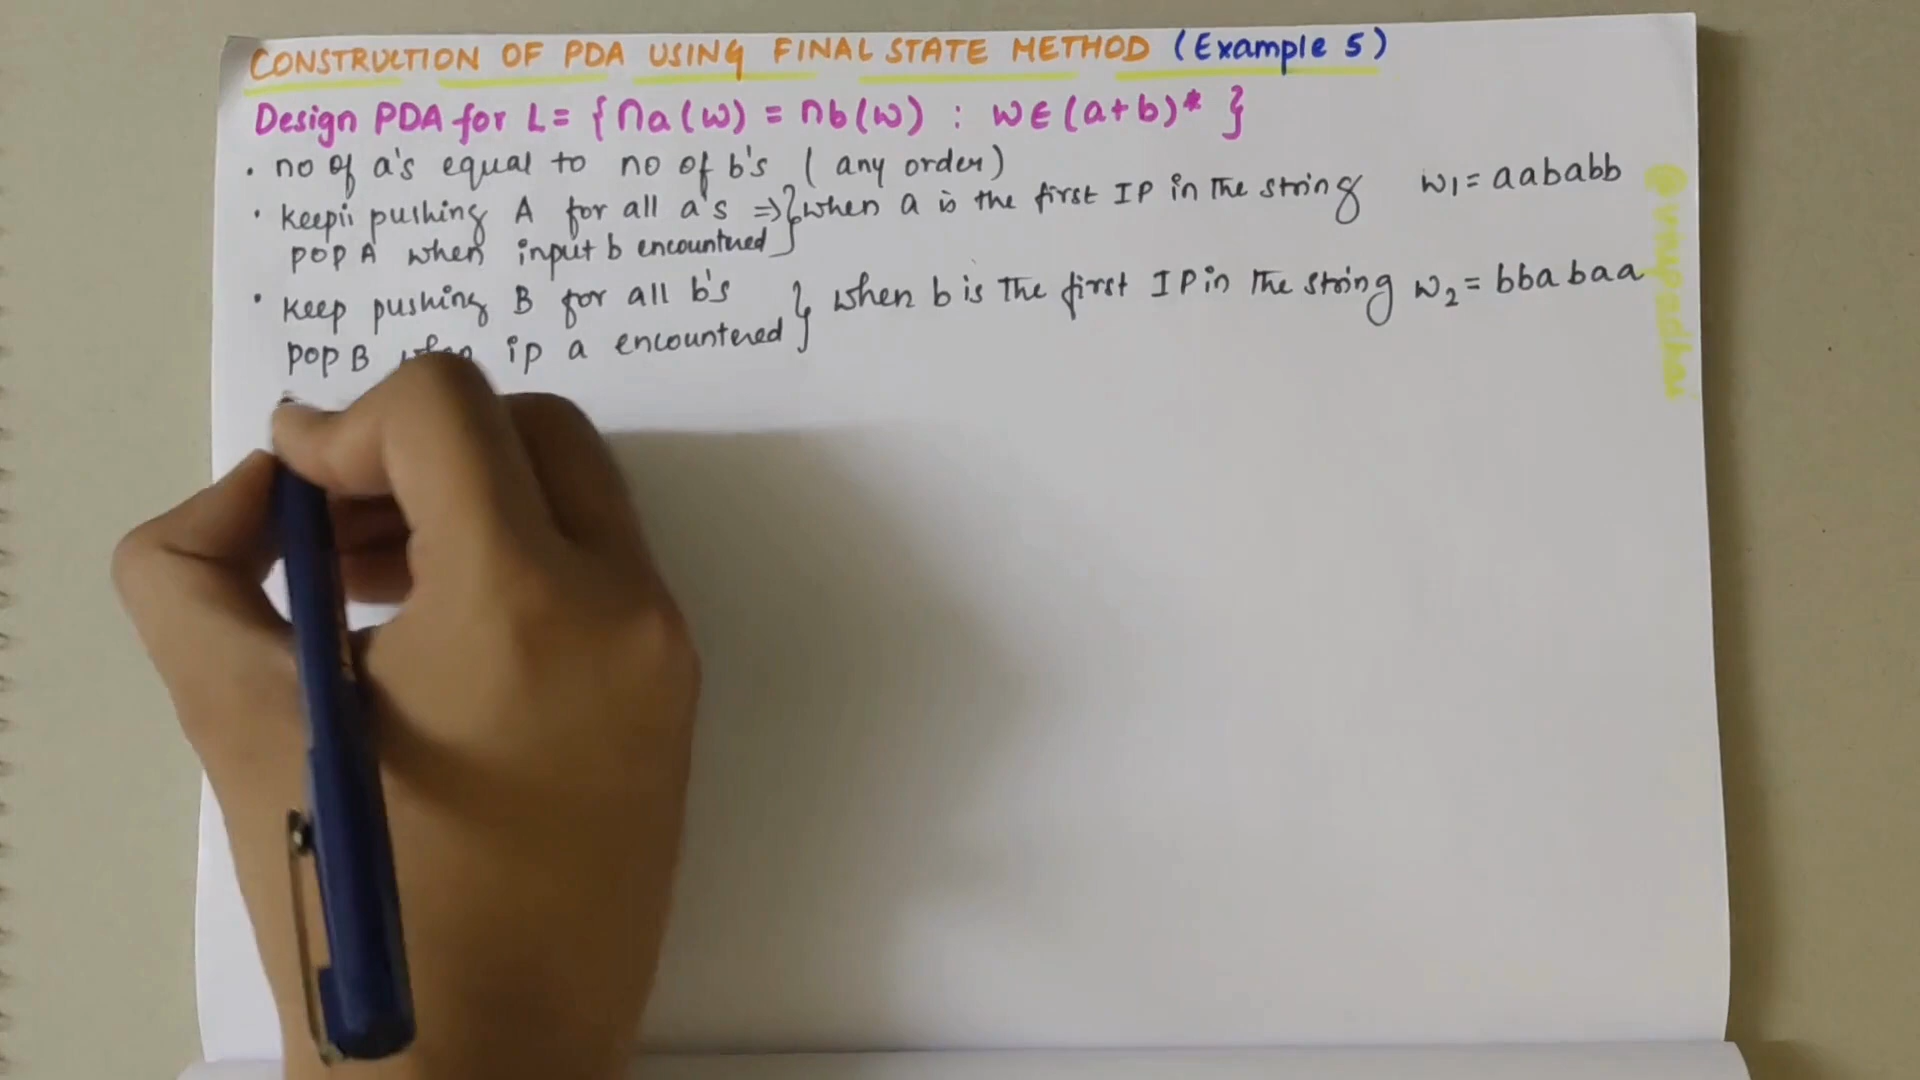 CONSTRUCTION OF PDA USING FINAL STATE METHOD (Example 5)
Design PDA for L = { na(w) = nb(w) : w ∈ (a+b)* }
• no of a's equal to no of b's ( any order)
• keepii pushing A for all a's ⇒ } when a is the first IP in the string w1 = aababb
pop A when input b encountered }
• keep pushing B for all b's } when b is the first IP in the string w2 = bbabaa
pop B when ip a encountered }